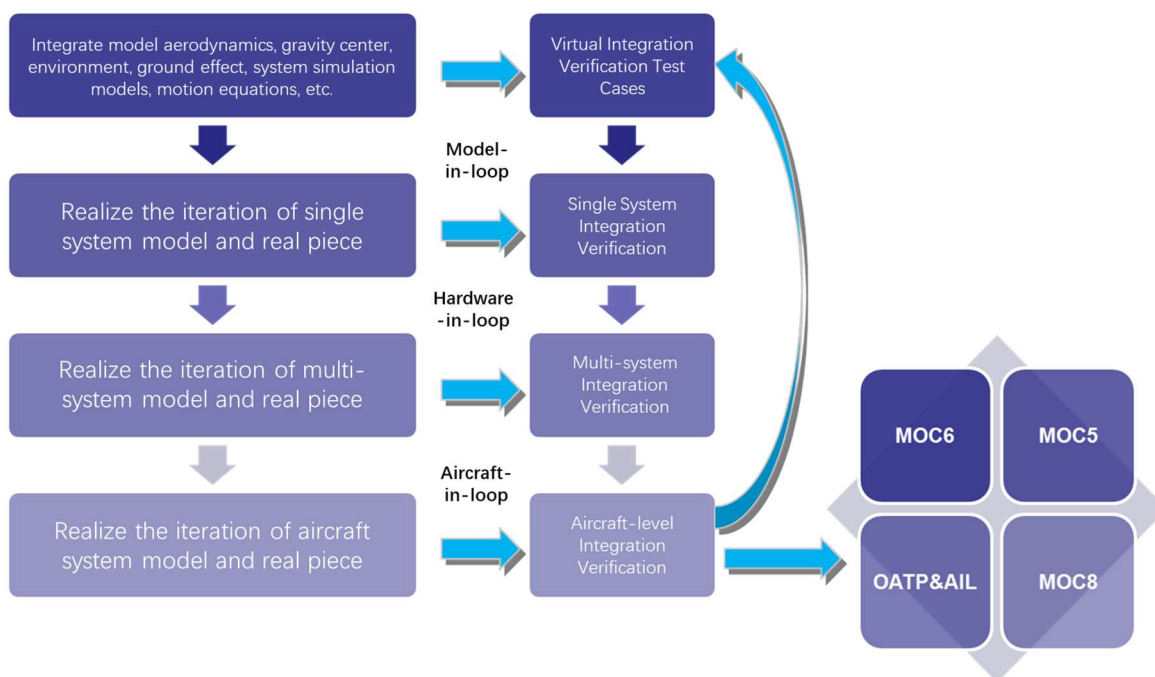 Integrate model aerodynamics, gravity center,
environment, ground effect, system simulation
models, motion equations, etc.
Virtual Integration
Verification Test
Cases
Model-
in-loop
Realize the iteration of single
system model and real piece
Single System
Integration
Verification
Hardware
-in-loop
Realize the iteration of multi-
system model and real piece
Multi-system
Integration
Verification
Aircraft-
in-loop
Realize the iteration of aircraft
system model and real piece
Aircraft-level
Integration
Verification
MOC6
MOC5
OATP&AIL
MOC8